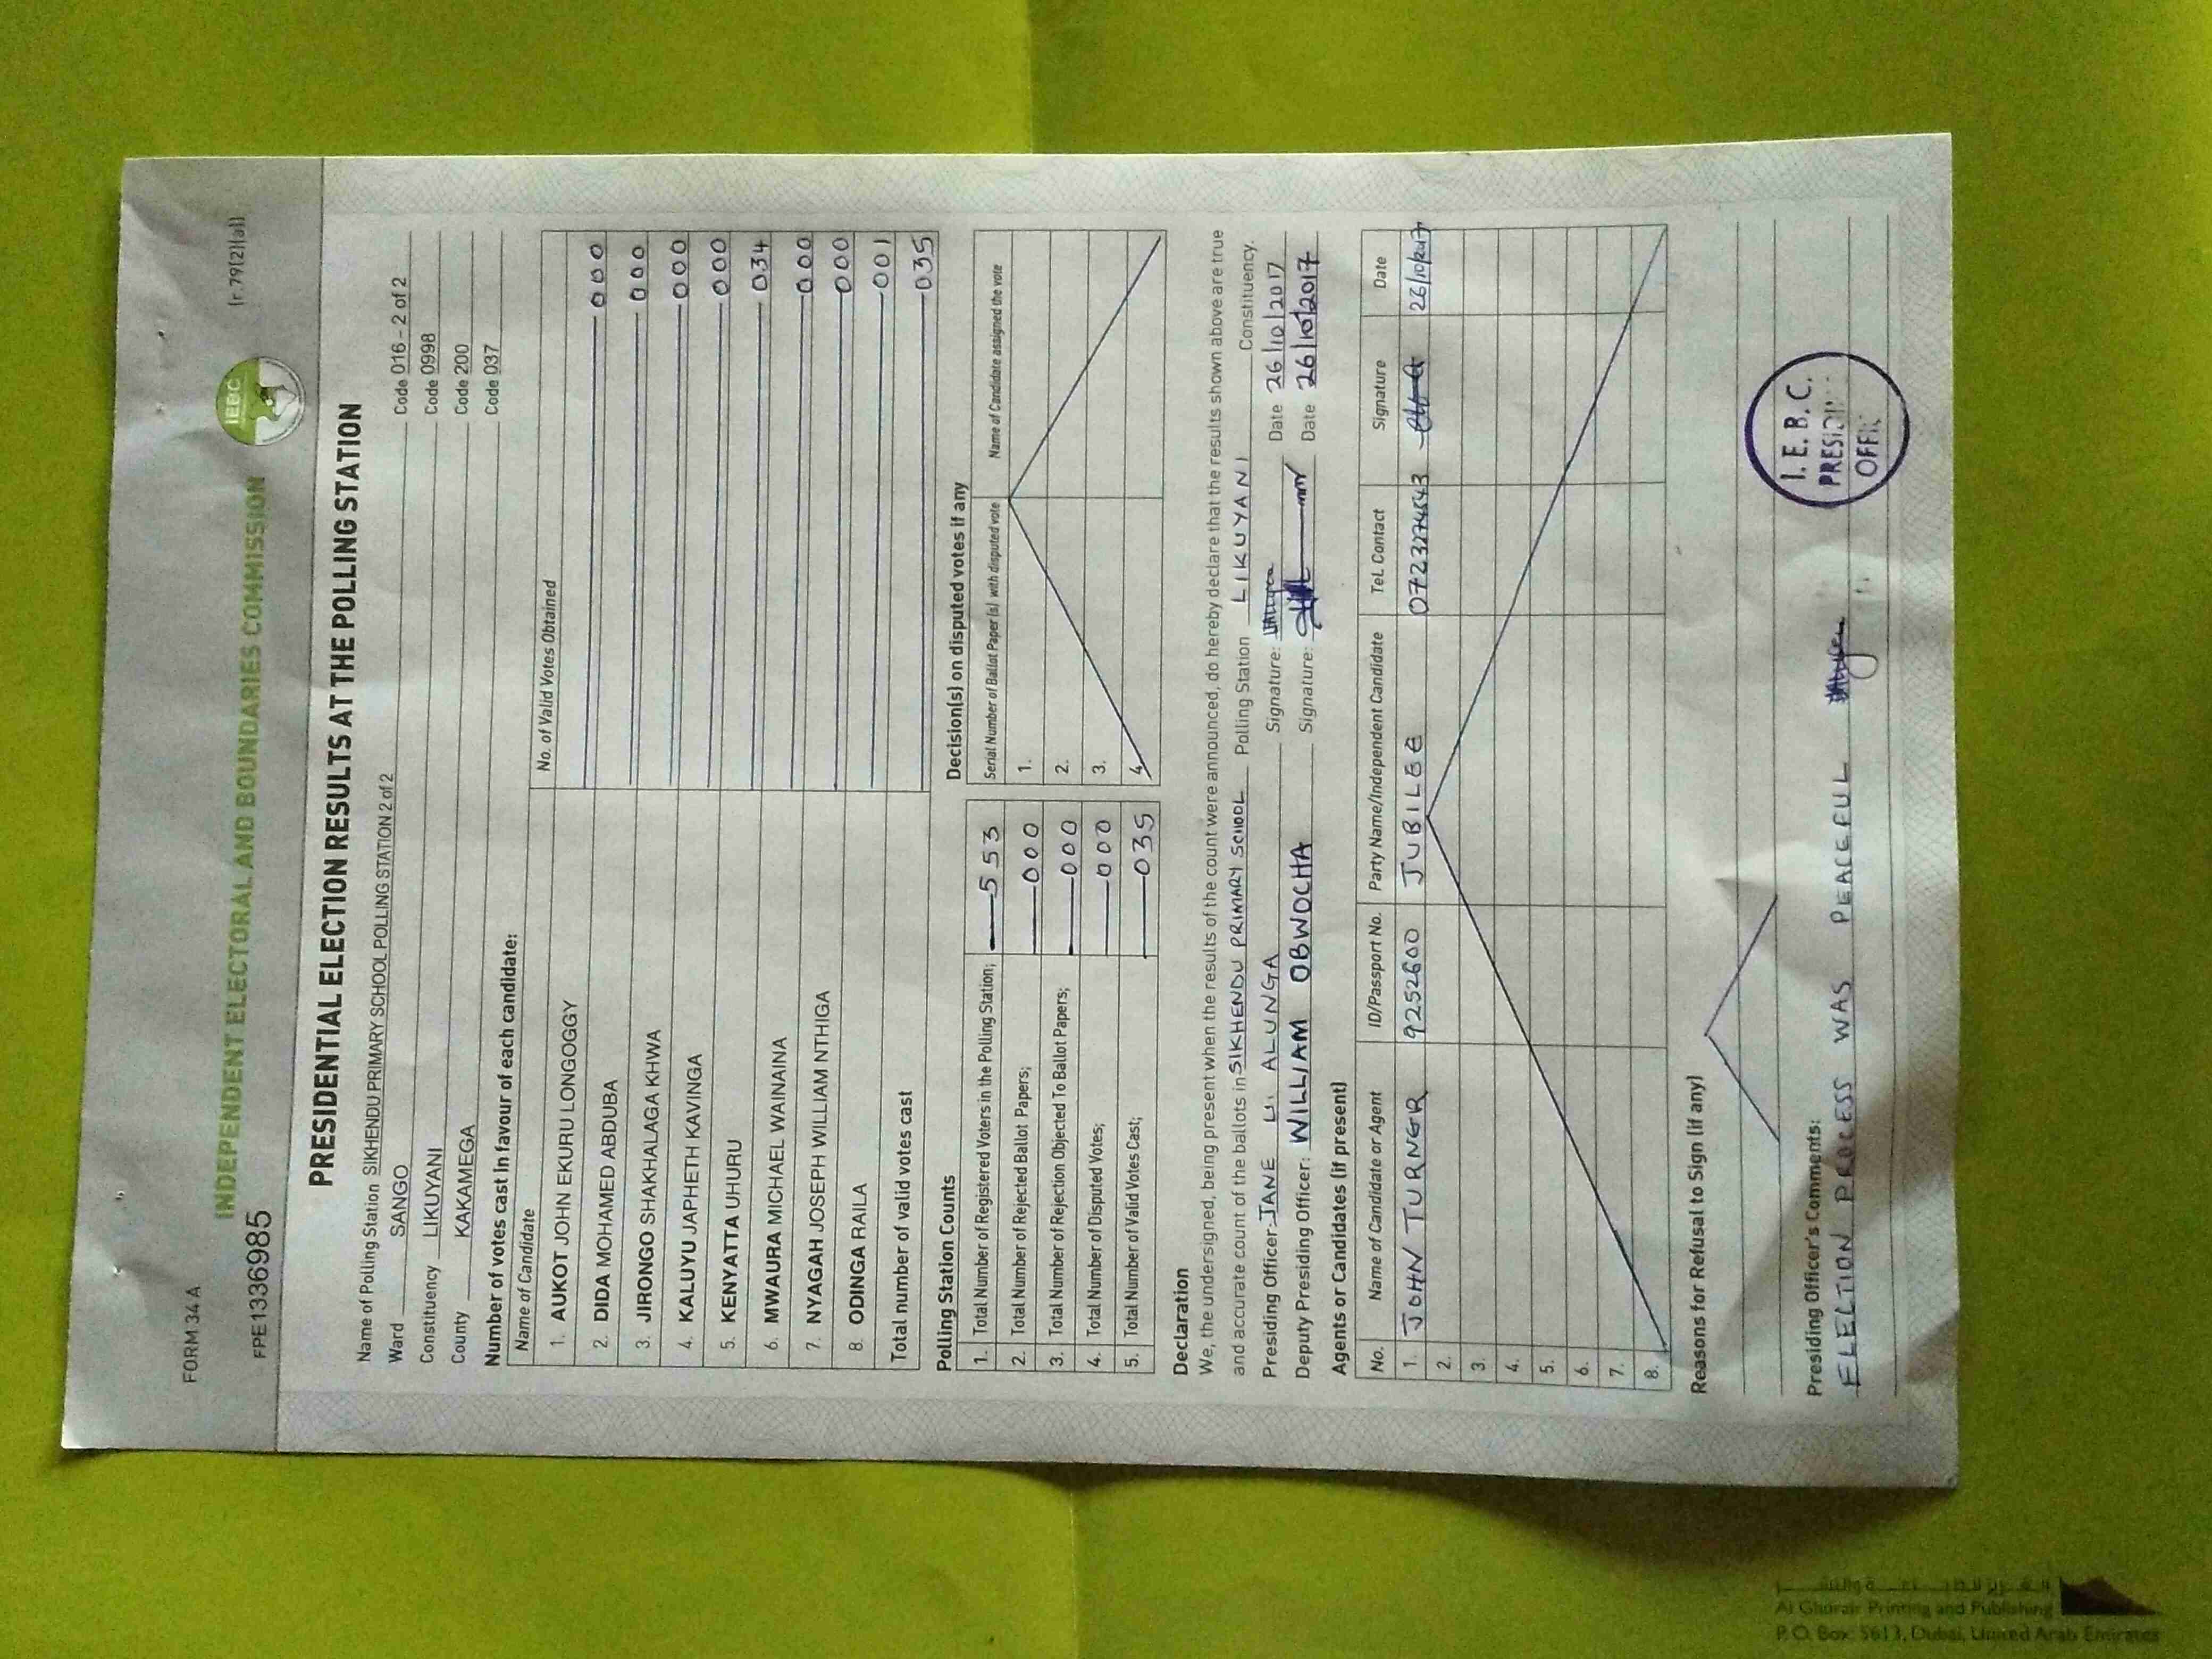 FORM 34 A
(r.79(2)(a))
INDEPENDENT ELECTORAL AND BOUNDARIES COMMISSION
IEBC
FPE1336985
PRESIDENTIAL ELECTION RESULTS AT THE POLLING STATION
Name of Polling Station SIKHENDU PRIMARY SCHOOL POLLING STATION 2 of 2 Code 016 - 2 of 2
Ward SANGO Code 0998
Constituency LIKUYANI Code 200
County KAKAMEGA Code 037
Number of votes cast in favour of each candidate:
Name of Candidate No. of Valid Votes Obtained
1. AUKOT JOHN EKURU LONGOGGY 000
2. DIDA MOHAMED ABDUBA 000
3. JIRONGO SHAKHALAGA KHWA 000
4. KALUYU JAPHETH KAVINGA 000
5. KENYATTA UHURU 034
6. MWAURA MICHAEL WAINAINA 000
7. NYAGAH JOSEPH WILLIAM NTHIGA 000
8. ODINGA RAILA 001
Total number of valid votes cast 035
Polling Station Counts
1. Total Number of Registered Voters in the Polling Station; 553
2. Total Number of Rejected Ballot Papers; 000
3. Total Number of Rejection Objected To Ballot Papers; 000
4. Total Number of Disputed Votes; 000
5. Total Number of Valid Votes Cast; 035
Decision(s) on disputed votes if any
Serial Number of Ballot Paper (s) with disputed vote Name of Candidate assigned the vote
1.
2.
3.
4.
Declaration
We, the undersigned, being present when the results of the count were announced, do hereby declare that the results shown above are true
and accurate count of the ballots in SIKHENDU PRIMARY SCHOOL Polling Station LIKUYANI Constituency.
Presiding Officer: JANE U. ALUNGA Signature: Date 26/10/2017
Deputy Presiding Officer: WILLIAM OBWOCHA Signature: Date 26/10/2017
Agents or Candidates (if present)
No. Name of Candidate or Agent ID/Passport No. Party Name/Independent Candidate Tel. Contact Signature Date
1. JOHN TURNER 9252600 JUBILEE 26/10/2017
2.
3.
4.
5.
6.
7.
8.
Reasons for Refusal to Sign (if any)
Presiding Officer's Comments:
ELECTION PROCESS WAS PEACEFUL
I. E. B. C.
Al Ghurair Printing and Publishing
P.O. Box: 5613, Dubai, United Arab Emirates